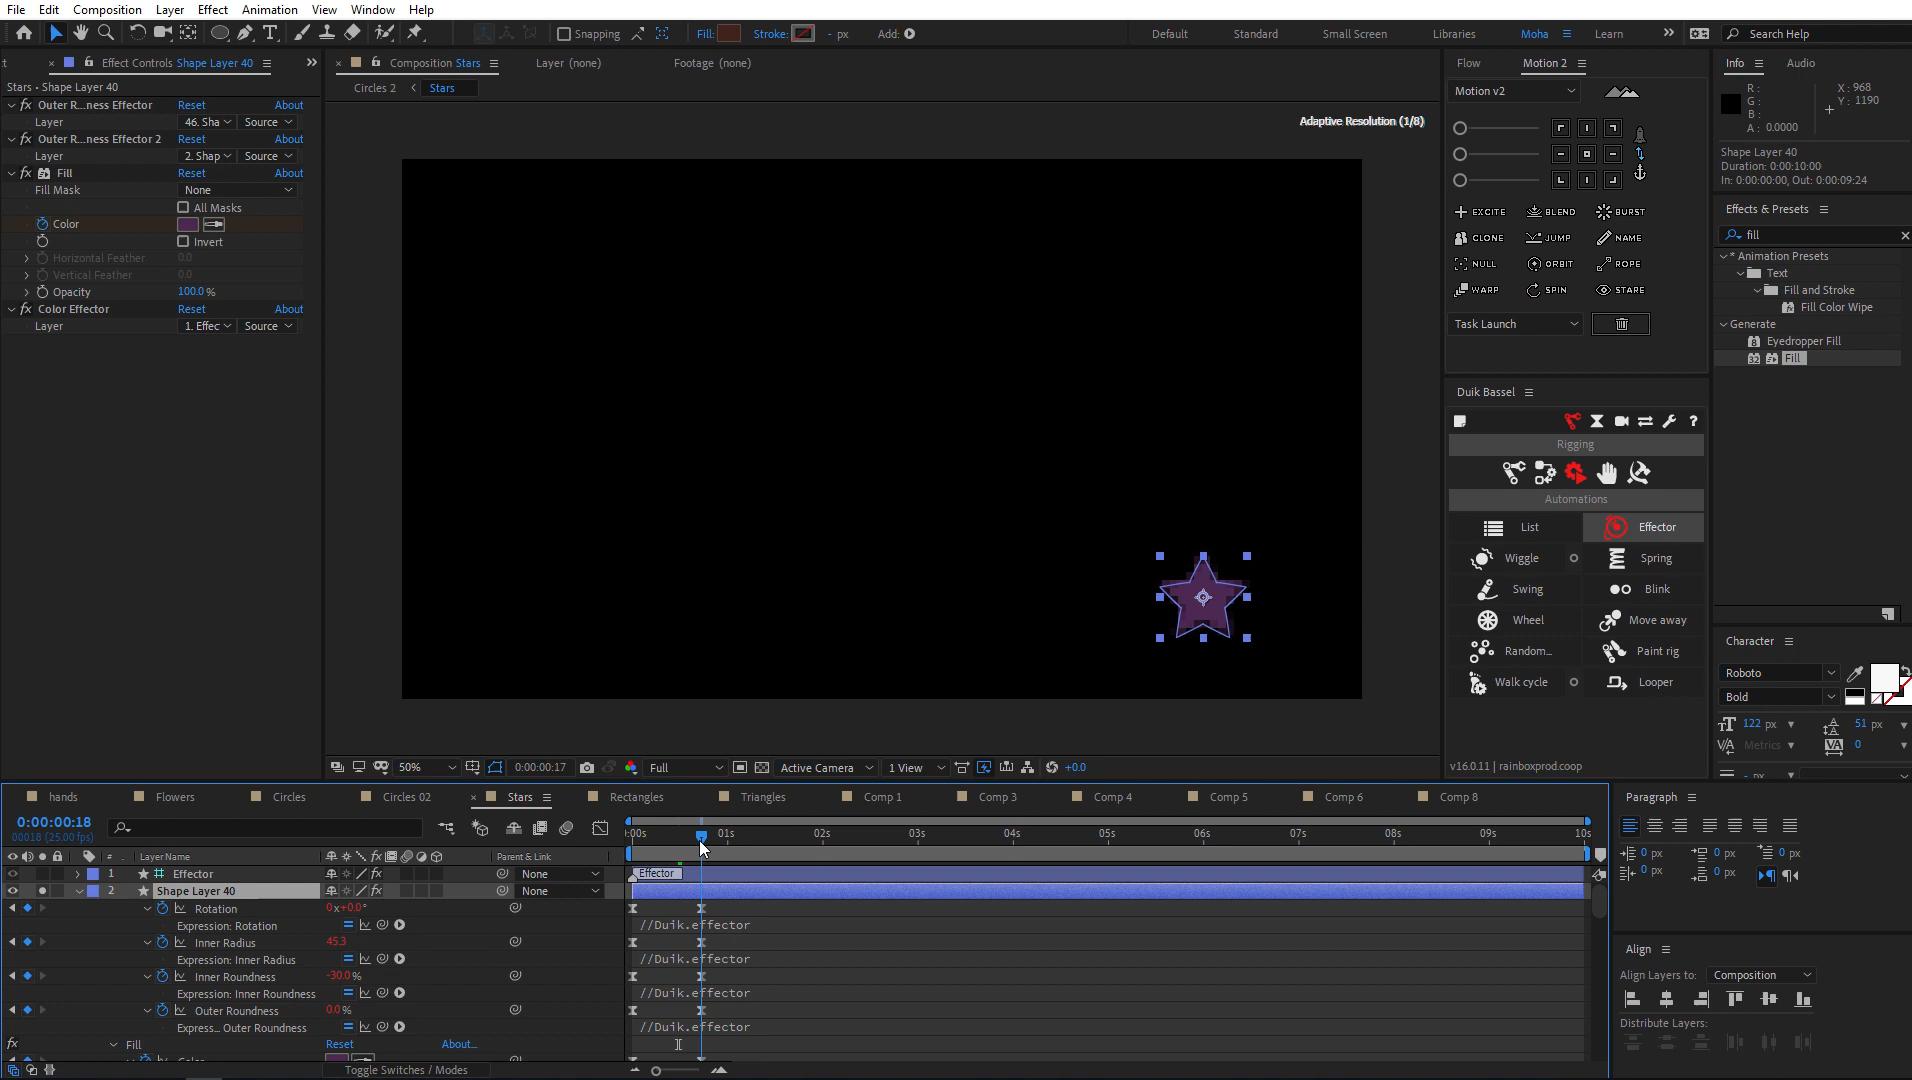 File Edit Composition Layer Effect Animation View Window Help
Snapping Fill: Stroke: - px Add: Default Standard Small Screen Libraries Moha Learn Search Help
Effect Controls Shape Layer 40
Stars • Shape Layer 40
Outer R...ness Effector Reset About
Layer 46. Sha Source
Outer R...ness Effector 2 Reset About
Layer 2. Shap Source
Fill Reset About
Fill Mask None
All Masks
Color
Invert
Horizontal Feather 0.0
Vertical Feather 0.0
Opacity 100.0 %
Color Effector Reset About
Layer 1. Effec Source
Composition Stars Layer (none) Footage (none)
Circles 2 Stars
Adaptive Resolution (1/8)
50% 0:00:00:17 Full Active Camera 1 View +0.0
Flow Motion 2
Motion v2
EXCITE BLEND BURST
CLONE JUMP NAME
NULL ORBIT ROPE
WARP SPIN STARE
Task Launch
Duik Bassel
?
Rigging
Automations
List Effector
Wiggle Spring
Swing Blink
Wheel Move away
Random... Paint rig
Walk cycle Looper
v16.0.11 | rainboxprod.coop
Info Audio
R : X : 968
G : Y : 1190
B :
A : 0.0000
Shape Layer 40
Duration: 0:00:10:00
In: 0:00:00:00, Out: 0:00:09:24
Effects & Presets
fill
* Animation Presets
Text
Fill and Stroke
Fill Color Wipe
Generate
Eyedropper Fill
Fill
Character
Roboto
Bold
122 px 51 px
Metrics 0
- px
hands Flowers Circles Circles 02 Stars Rectangles Triangles Comp 1 Comp 3 Comp 4 Comp 5 Comp 6 Comp 8
0:00:00:18
00018 (25.00 fps)
:00s 01s 02s 03s 04s 05s 06s 07s 08s 09s 10s
# Layer Name Parent & Link
1 Effector None Effector
2 Shape Layer 40 None
Rotation 0x+0.0°
Expression: Rotation //Duik.effector
Inner Radius 45.3
Expression: Inner Radius //Duik.effector
Inner Roundness -30.0 %
Expression: Inner Roundness //Duik.effector
Outer Roundness 0.0 %
Express... Outer Roundness //Duik.effector
Fill Reset About...
Toggle Switches / Modes
Paragraph
0 px 0 px 0 px
0 px 0 px
Align
Align Layers to: Composition
Distribute Layers: